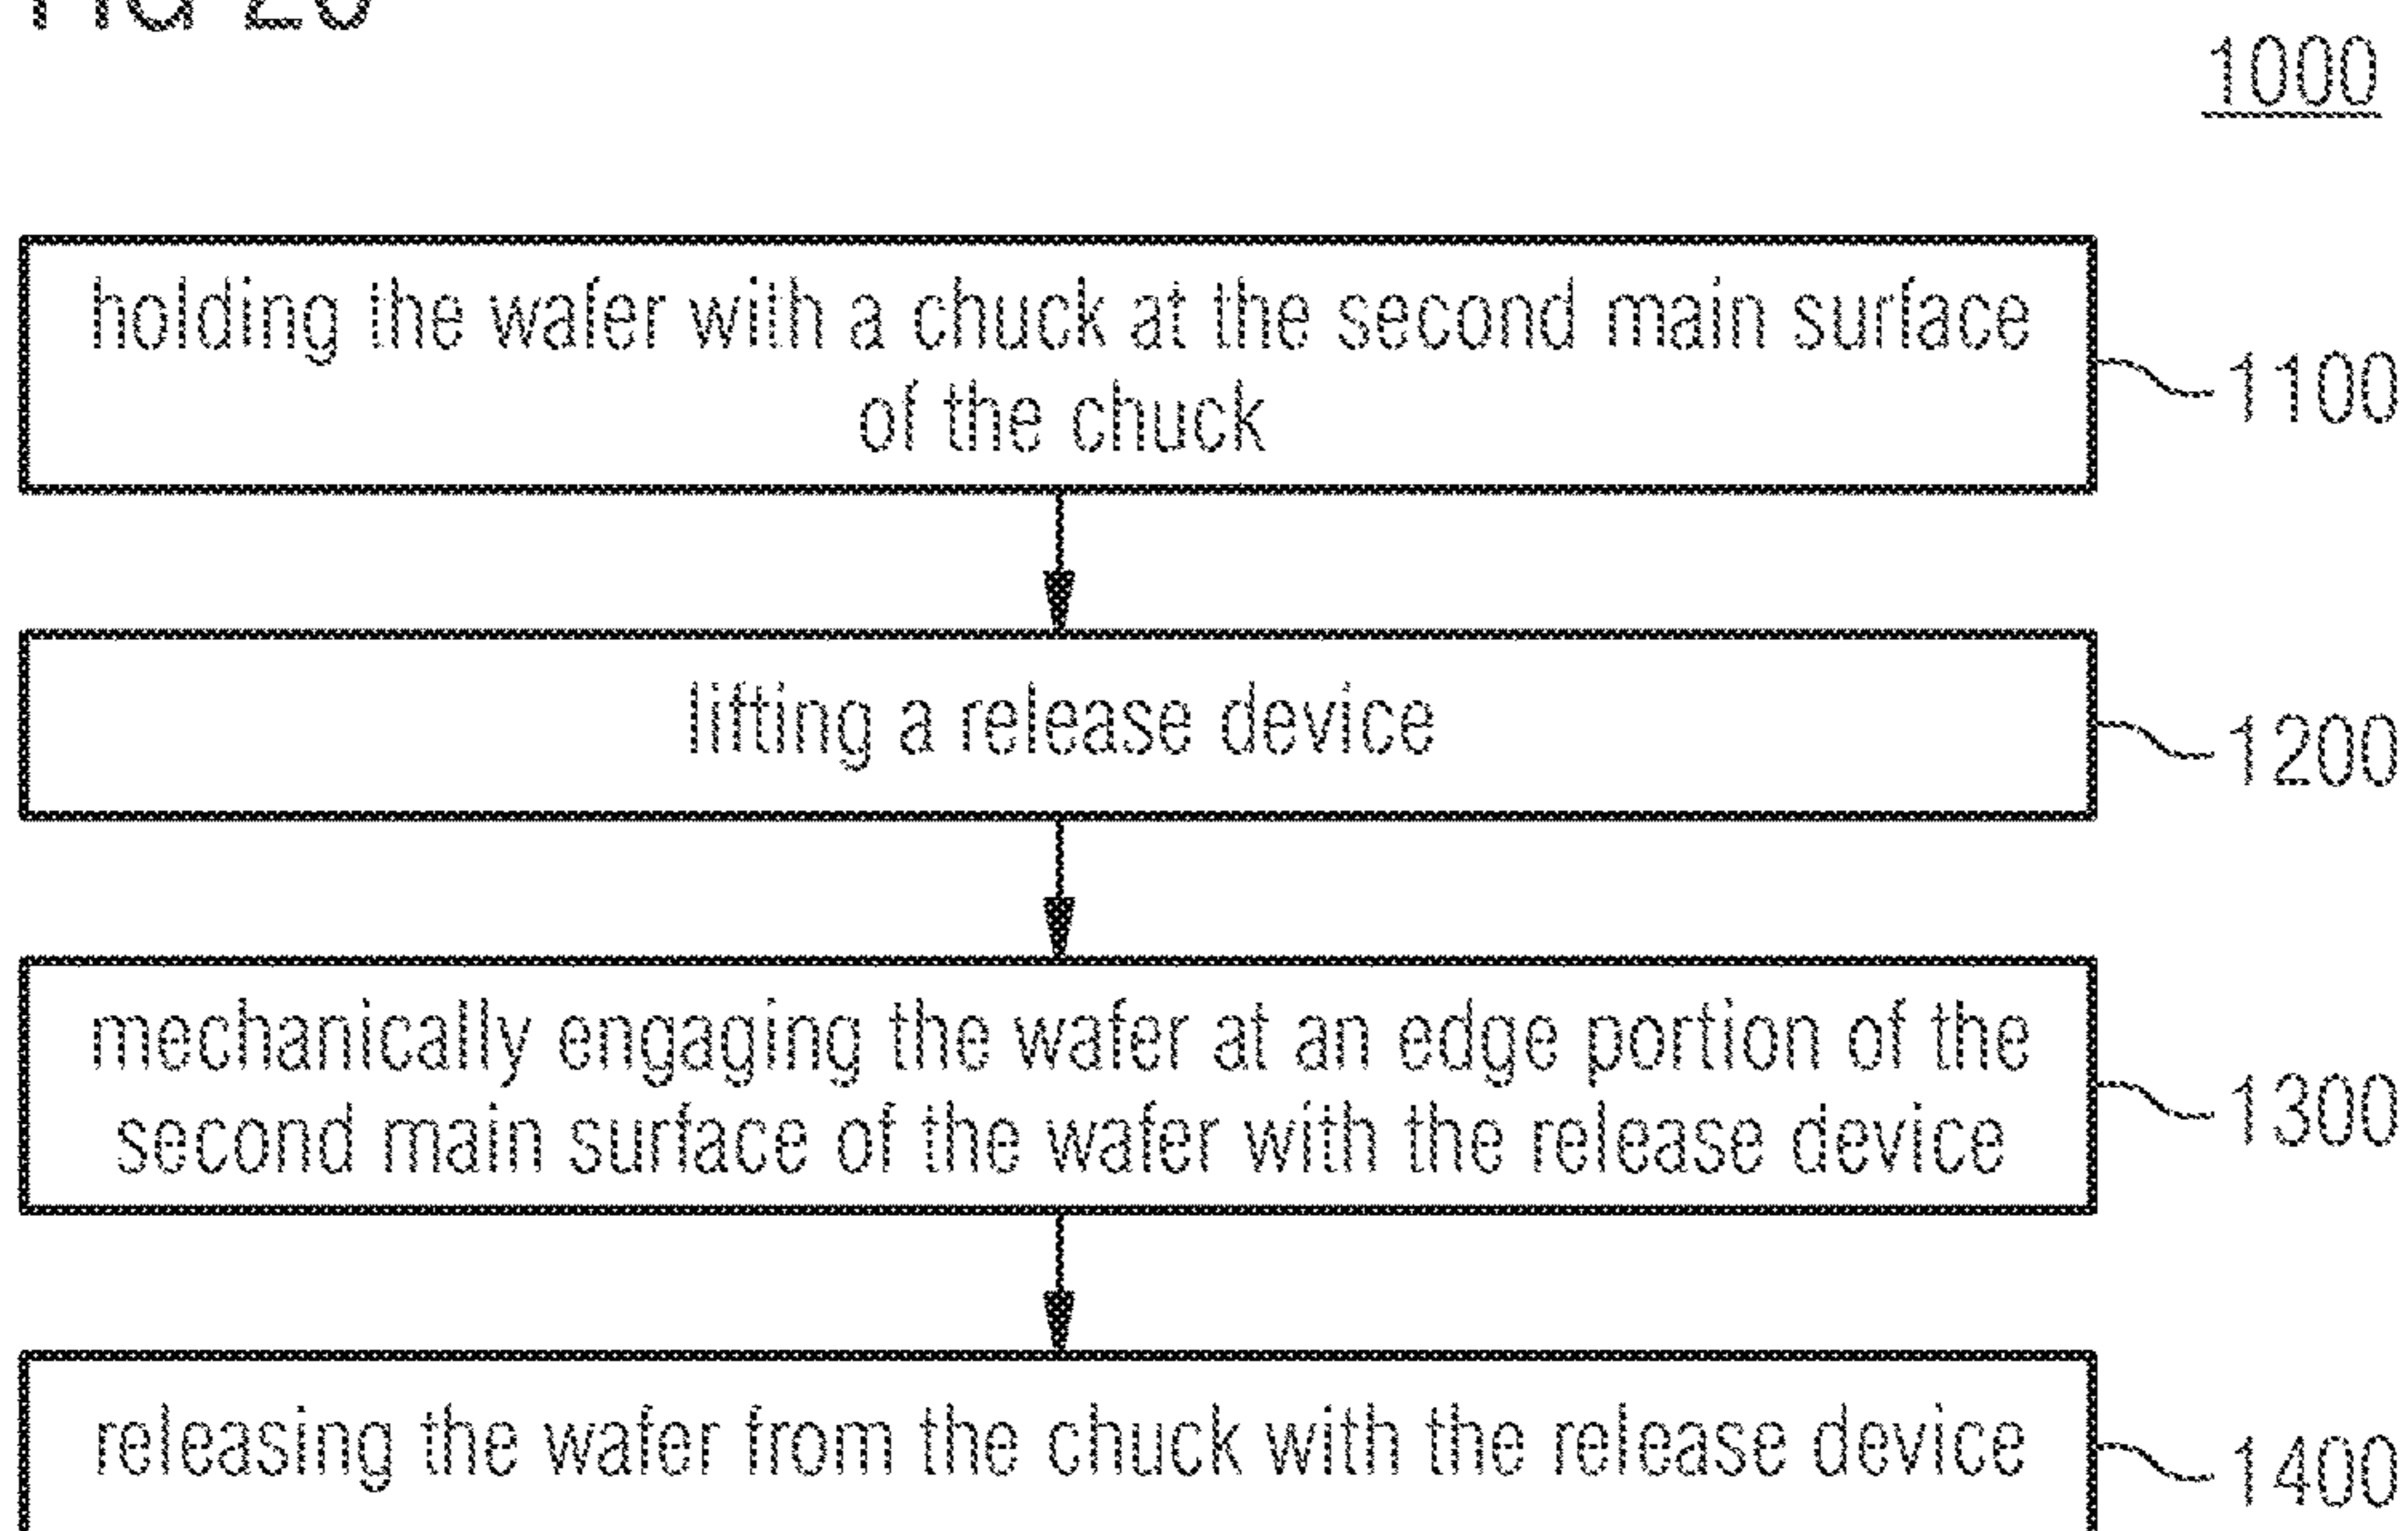 1000
holding the wafer with a chuck at the second main surface
of the chuck
1100
lifting a release device
1200
mechanically engaging the wafer at an edge portion of the
second main surface of the wafer with the release device
1300
releasing the wafer from the chuck with the release device
1400